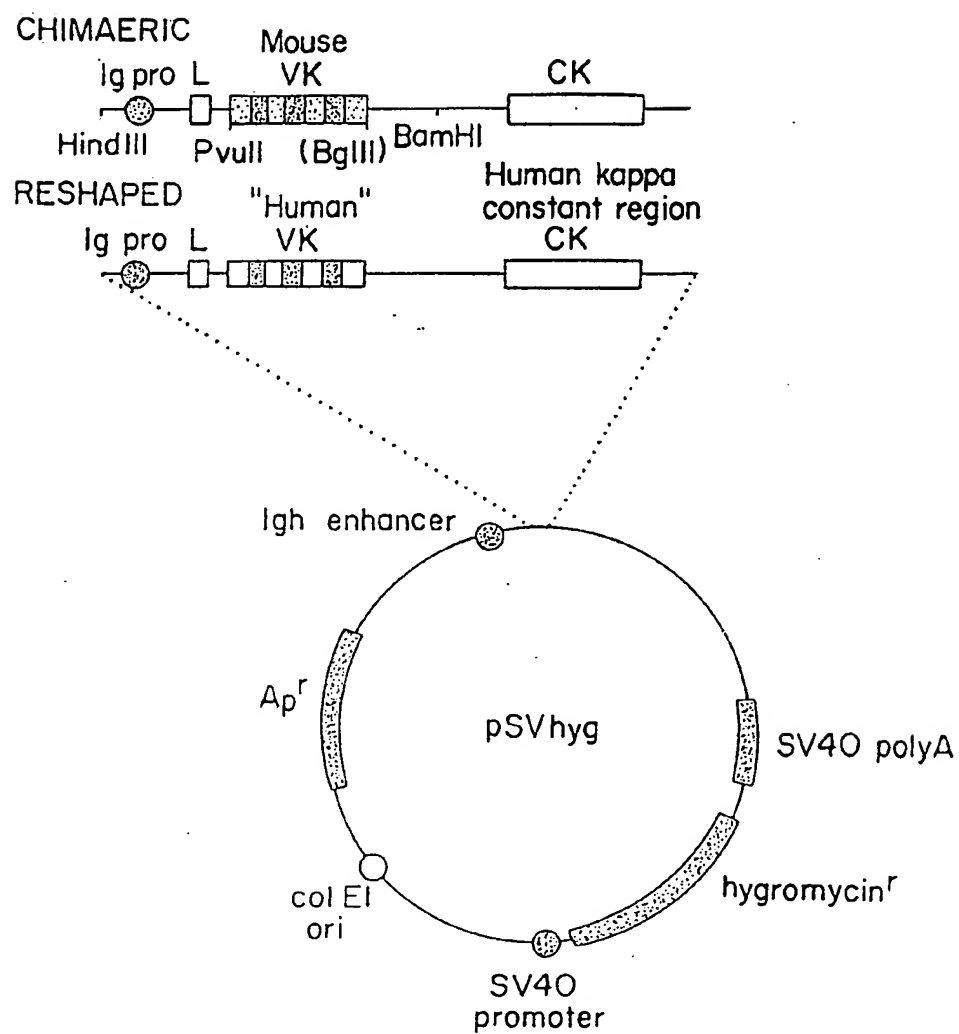 CHIMAERIC
Mouse
Ig pro L VK CK
HindIII PvuII (BglII) BamHI
RESHAPED
"Human" Human kappa
constant region
Ig pro L VK CK
Igh enhancer
Ap^r
pSVhyg
SV40 polyA
hygromycin^r
col EI
ori
SV40
promoter